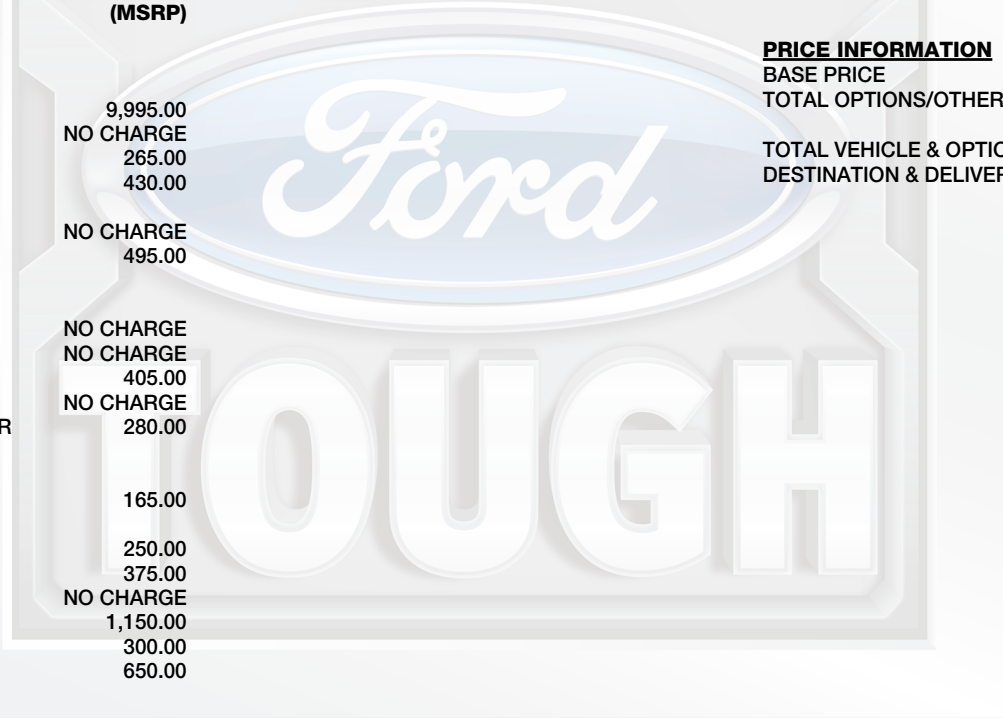 (MSRP)
9,995.00
NO CHARGE
265.00
430.00
NO CHARGE
495.00
NO CHARGE
NO CHARGE
405.00
NO CHARGE
R 280.00
165.00
250.00
375.00
NO CHARGE
1,150.00
300.00
650.00
PRICE INFORMATION
BASE PRICE
TOTAL OPTIONS/OTHER
TOTAL VEHICLE & OPTIO
DESTINATION & DELIVER
Ford
TOUGH